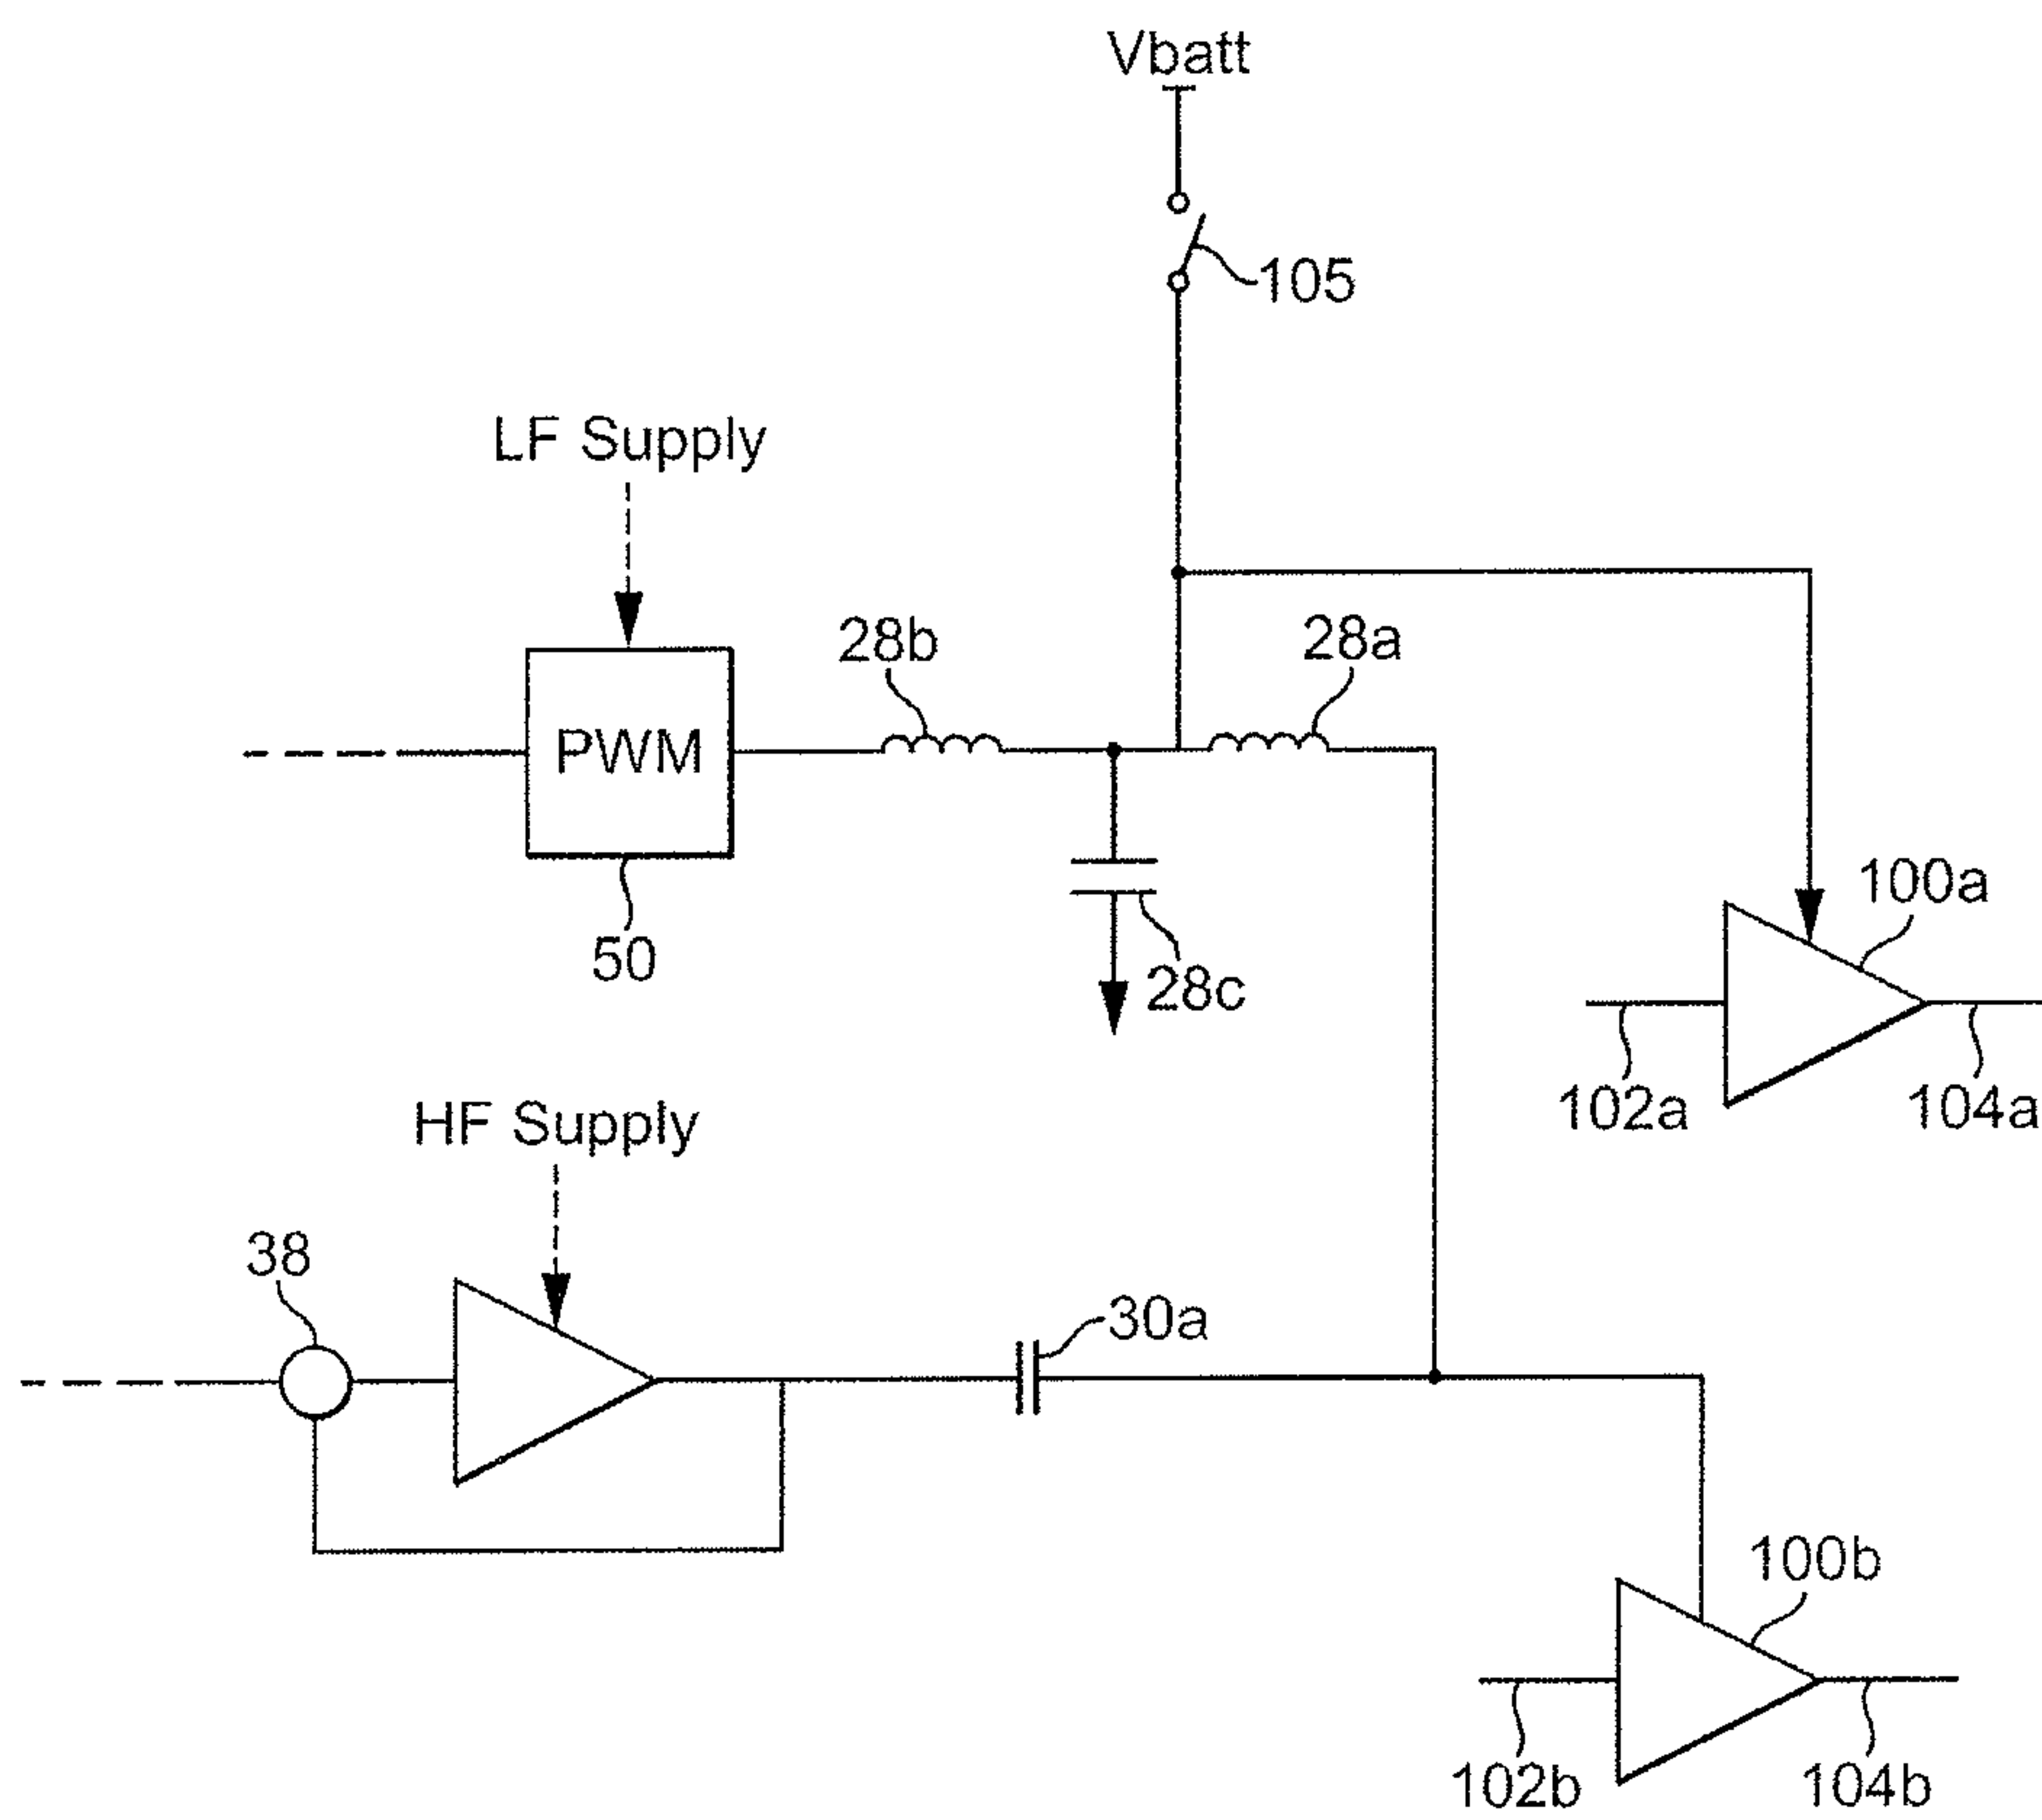 Vbatt
105
LF Supply
28b
28a
PWM
100a
50
28c
102a
104a
HF Supply
38
30a
100b
102b
104b